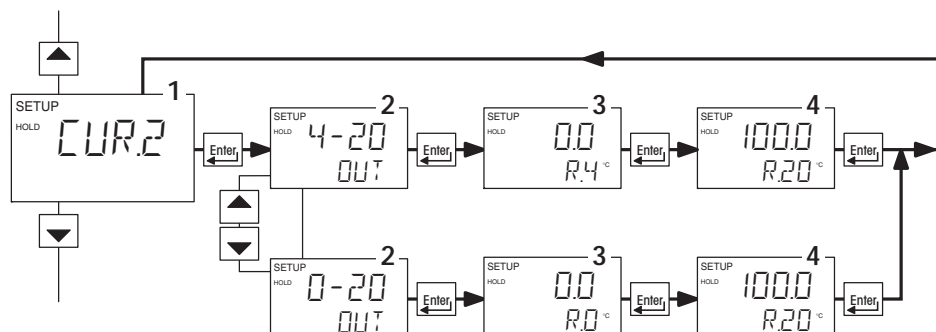 1
SETUP
HOLD
CUR.2
Enter
2
SETUP
HOLD
4-20
OUT
Enter
3
SETUP
HOLD
0.0
R.4 °C
Enter
4
SETUP
HOLD
100.0
R.20 °C
Enter
2
SETUP
HOLD
0-20
OUT
Enter
3
SETUP
HOLD
0.0
R.0 °C
Enter
4
SETUP
HOLD
100.0
R.20 °C
Enter